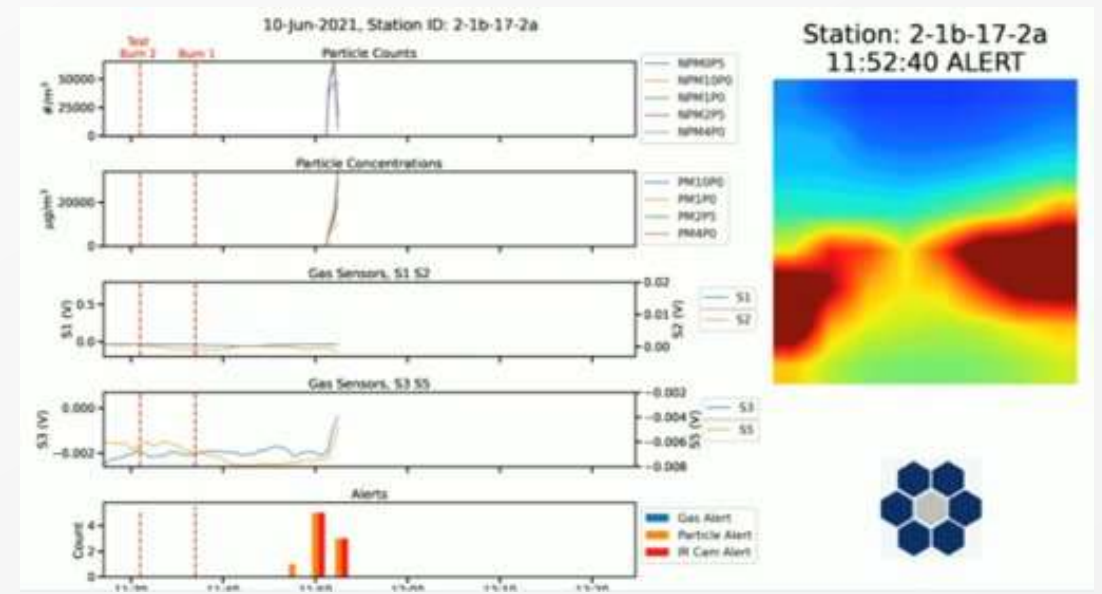 10-Jun-2021, Station ID: 2-1b-17-2a
Test
Burn 2
Burn 1
Particle Counts
50000
25000
0
#/m³
NPM0P5
NPM10P0
NPM1P0
NPM2P5
NPM4P0
Particle Concentrations
20000
0
µg/m³
PM10P0
PM1P0
PM2P5
PM4P0
Gas Sensors, S1 S2
0.5
0.0
S1 (V)
0.02
0.01
0.00
S2 (V)
S1
S2
Gas Sensors, S3 S5
0.000
−0.002
S3 (V)
−0.002
−0.004
−0.006
−0.008
S5 (V)
S3
S5
Alerts
4
2
0
Count
Gas Alert
Particle Alert
IR Cam Alert
Station: 2-1b-17-2a
11:52:40 ALERT